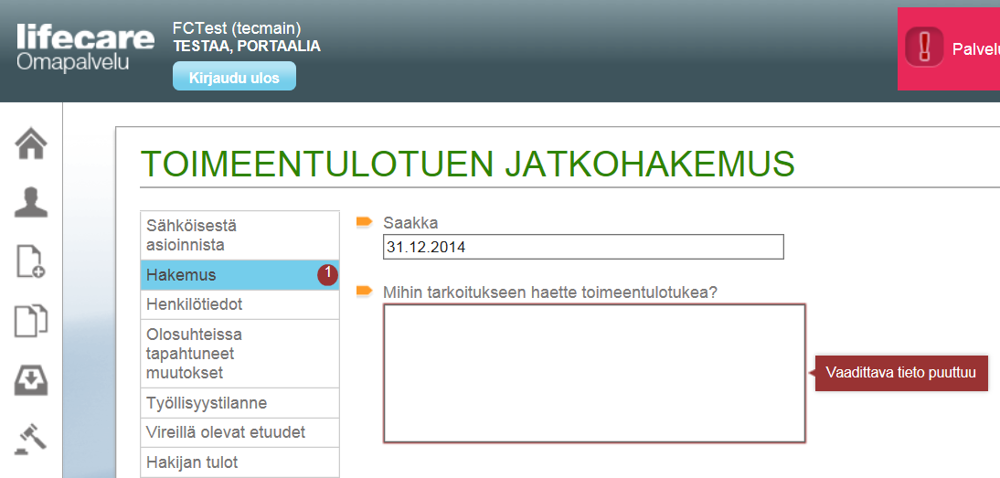 lifecare
Omapalvelu
FCTest (tecmain)
TESTAA, PORTAALIA
Kirjaudu ulos
TOIMEENTULOTUEN JATKOHAKEMUS
Sähköisestä
asioinnista
Hakemus 1
Henkilötiedot
Olosuhteissa
tapahtuneet
muutokset
Työllisyystilanne
Vireillä olevat etuudet
Hakijan tulot
Saakka
31.12.2014
Mihin tarkoitukseen haette toimeentulotukea?
Vaadittava tieto puuttuu